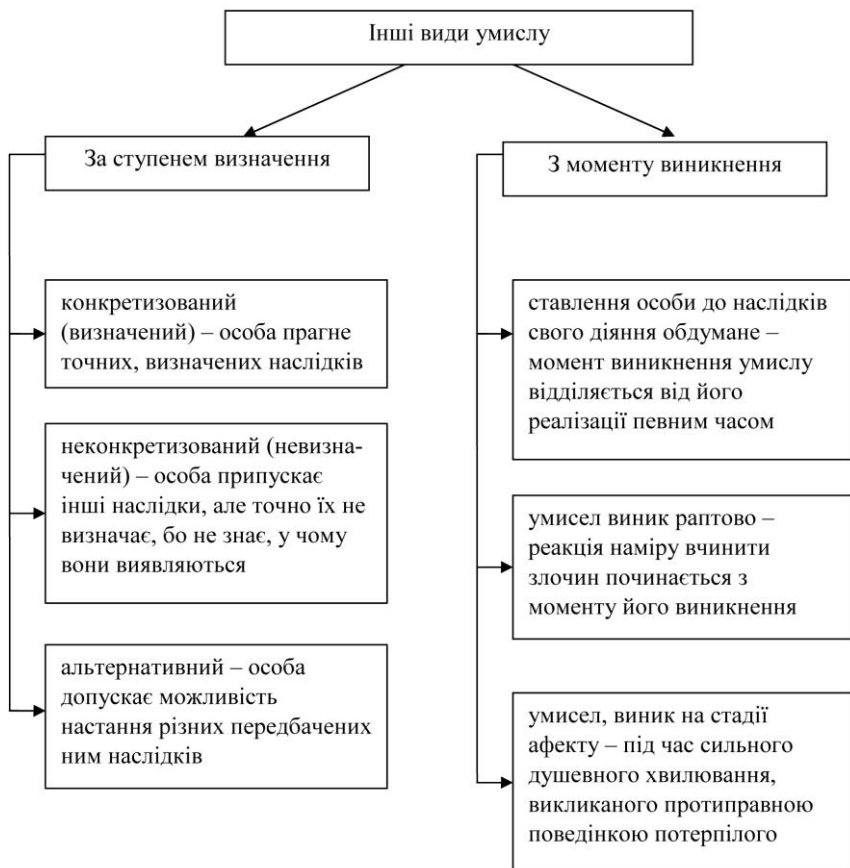 Інші види умислу
За ступенем визначення
конкретизований
(визначений) – особа прагне
точних, визначених наслідків
неконкретизований (невизна-
чений) – особа припускає
інші наслідки, але точно їх не
визначає, бо не знає, у чому
вони виявляються
альтернативний – особа
допускає можливість
настання різних передбачених
ним наслідків
З моменту виникнення
ставлення особи до наслідків
свого діяння обдумане –
момент виникнення умислу
відділяється від його
реалізації певним часом
умисел виник раптово –
реакція наміру вчинити
злочин починається з
моменту його виникнення
умисел, виник на стадії
афекту – під час сильного
душевного хвилювання,
викликаного протиправною
поведінкою потерпілого